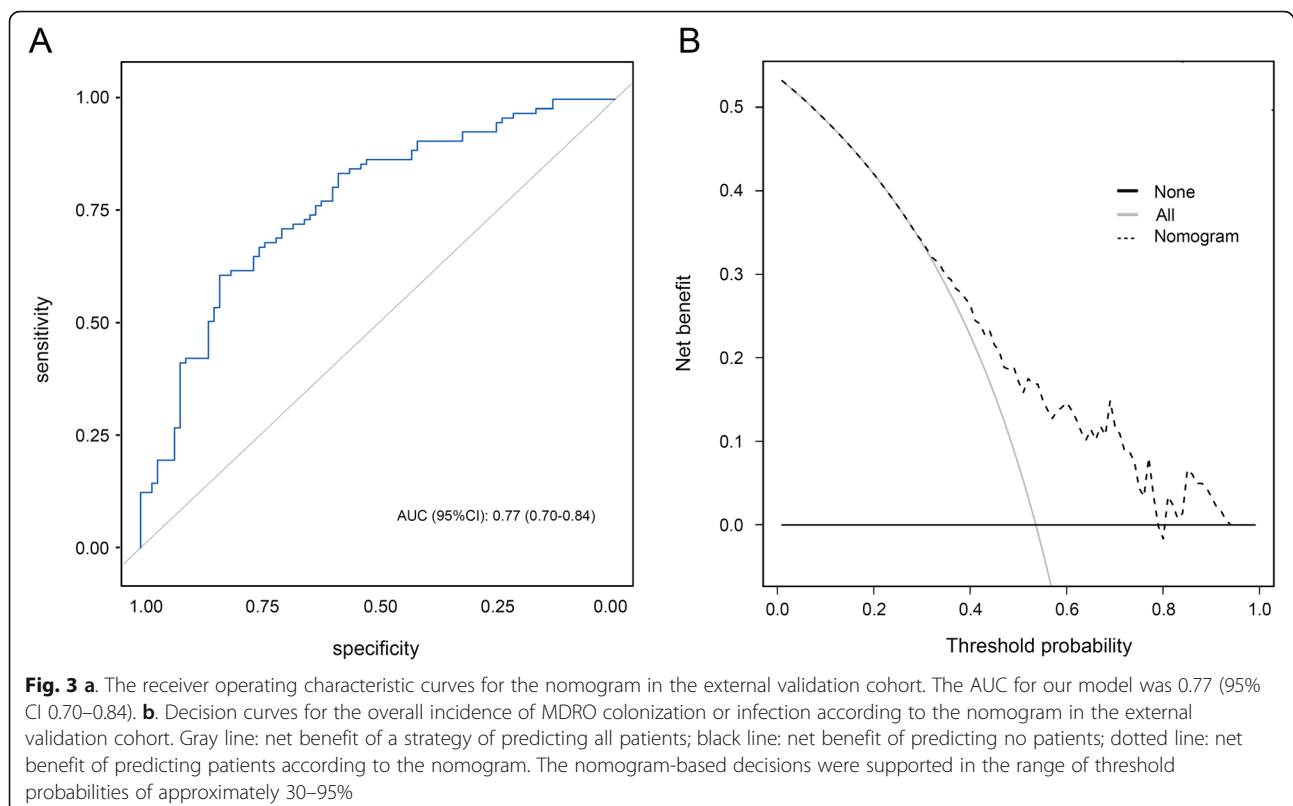 A
1.00
0.75
0.50
0.25
0.00
sensitivity
AUC (95%CI): 0.77 (0.70-0.84)
1.00 0.75 0.50 0.25 0.00
specificity
B
0.5
0.4
0.3
0.2
0.1
0.0
Net benefit
None
All
Nomogram
0.0 0.2 0.4 0.6 0.8 1.0
Threshold probability
Fig. 3 a. The receiver operating characteristic curves for the nomogram in the external validation cohort. The AUC for our model was 0.77 (95%
CI 0.70–0.84). b. Decision curves for the overall incidence of MDRO colonization or infection according to the nomogram in the external
validation cohort. Gray line: net benefit of a strategy of predicting all patients; black line: net benefit of predicting no patients; dotted line: net
benefit of predicting patients according to the nomogram. The nomogram-based decisions were supported in the range of threshold
probabilities of approximately 30–95%